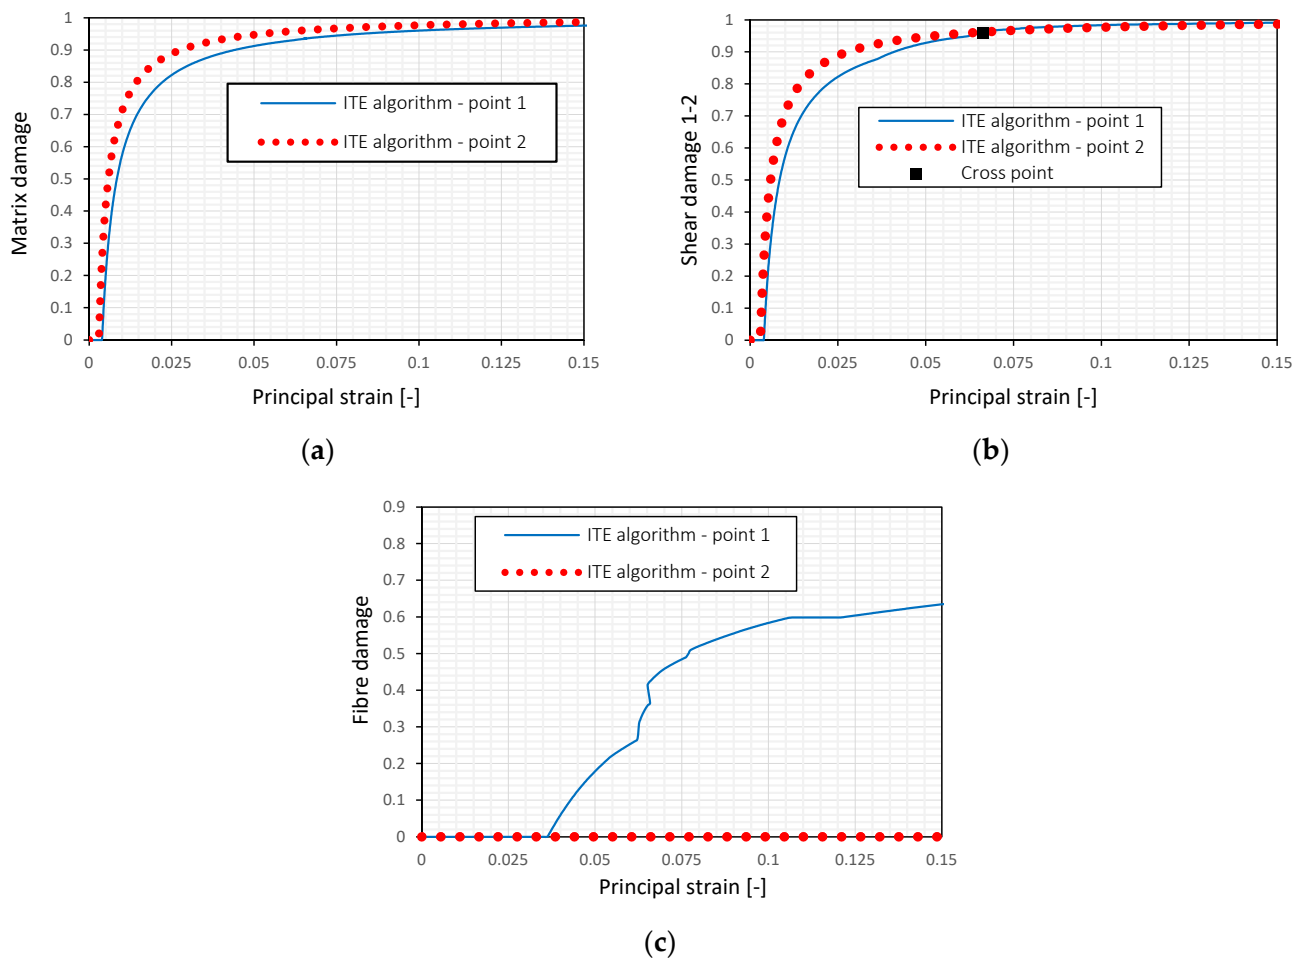 1
0.9
0.8
0.7
0.6
0.5
0.4
0.3
0.2
0.1
0
Matrix damage
ITE algorithm - point 1
ITE algorithm - point 2
0 0.025 0.05 0.075 0.1 0.125 0.15
Principal strain [-]
(a)
1
0.9
0.8
0.7
0.6
0.5
0.4
0.3
0.2
0.1
0
Shear damage 1-2
ITE algorithm - point 1
ITE algorithm - point 2
Cross point
0 0.025 0.05 0.075 0.1 0.125 0.15
Principal strain [-]
(b)
0.9
0.8
0.7
0.6
0.5
0.4
0.3
0.2
0.1
0
Fibre damage
ITE algorithm - point 1
ITE algorithm - point 2
0 0.025 0.05 0.075 0.1 0.125 0.15
Principal strain [-]
(c)